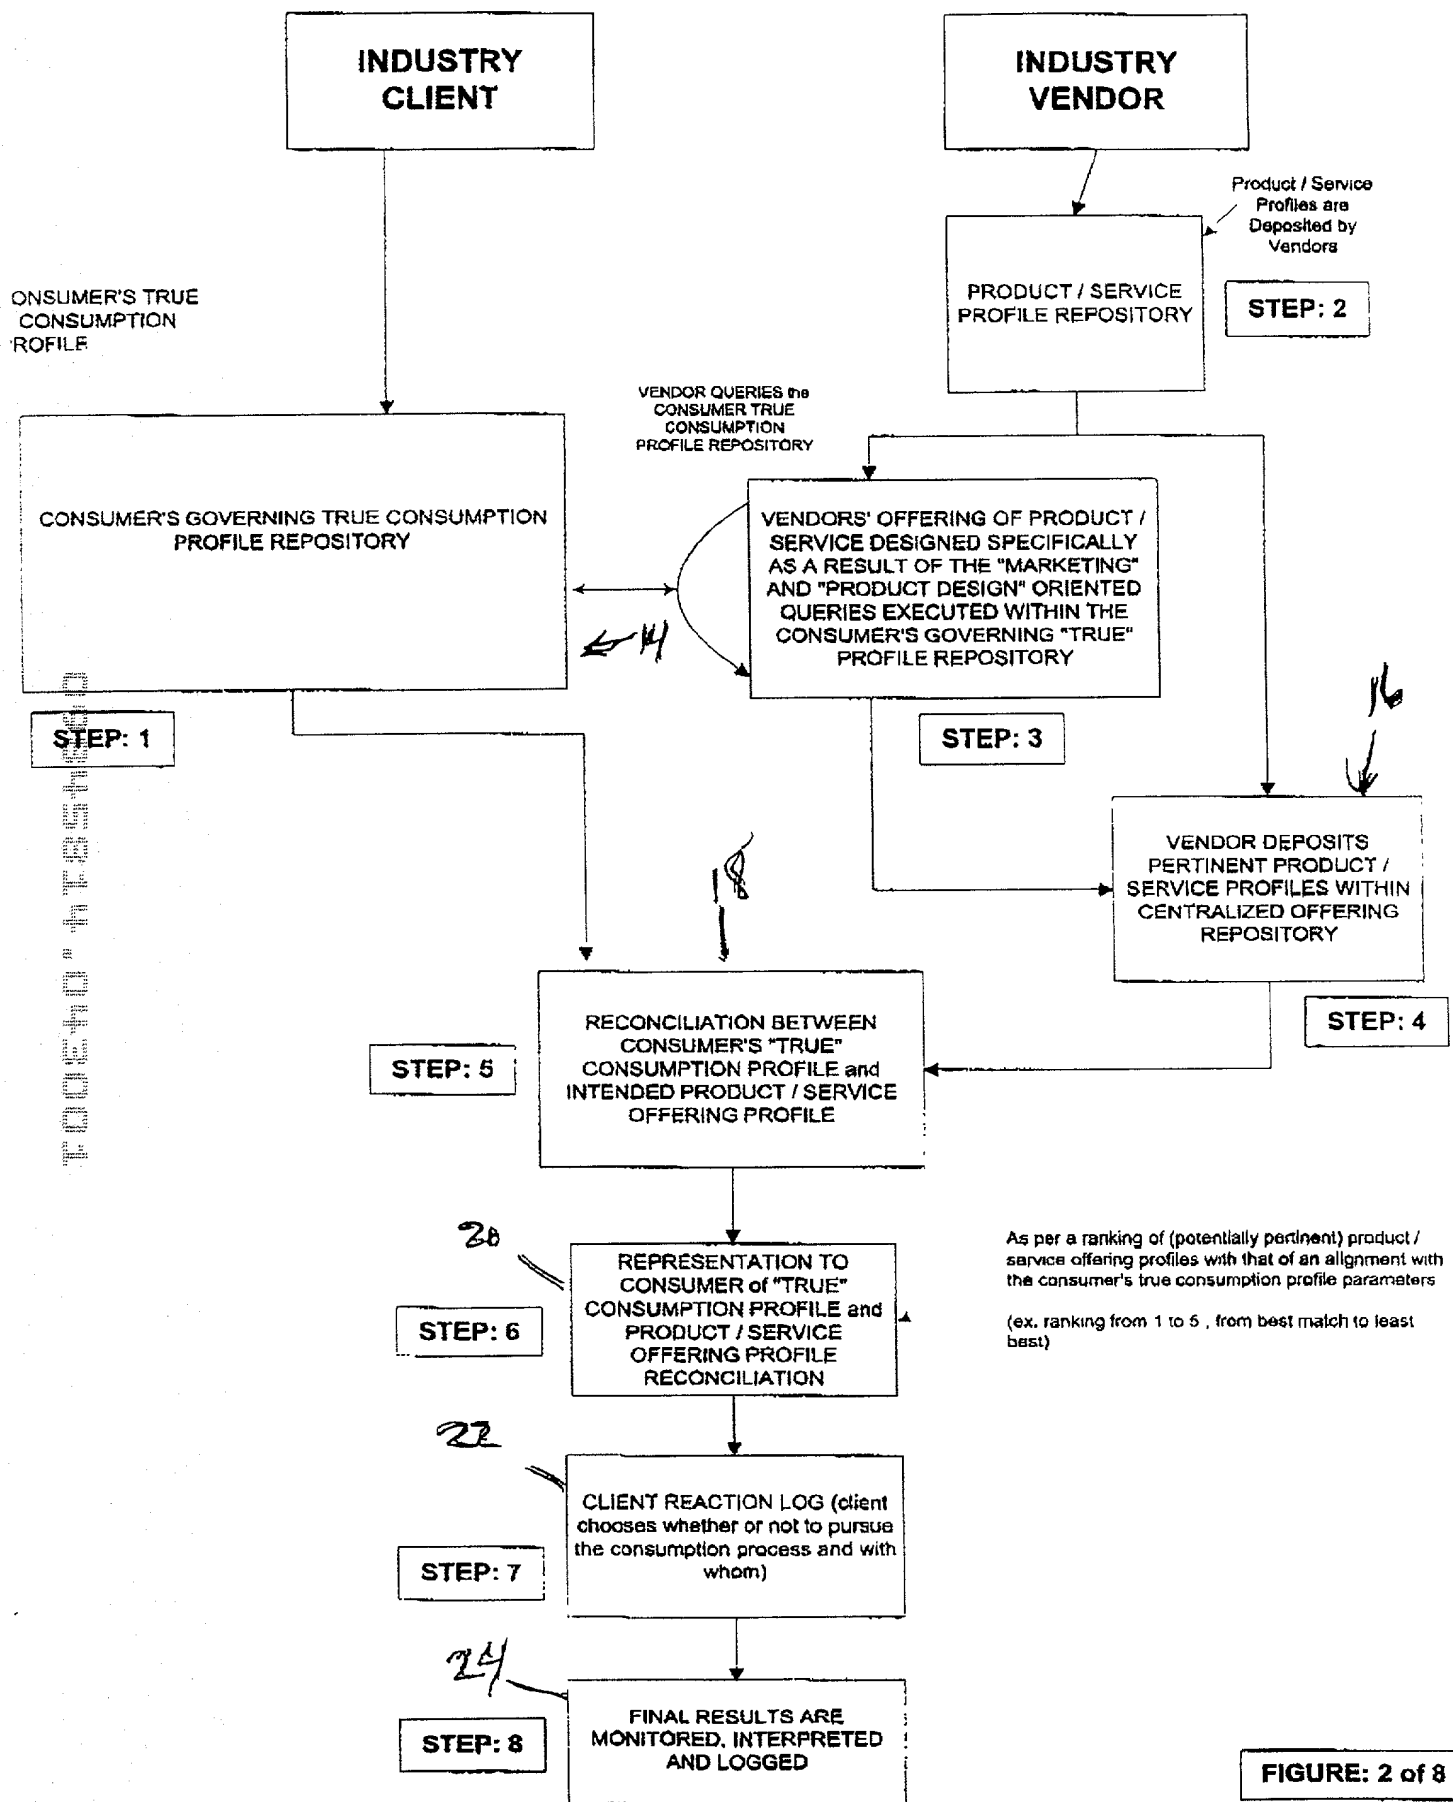 INDUSTRY
CLIENT
INDUSTRY
VENDOR
Product / Service
Profiles are
Deposited by
Vendors
PRODUCT / SERVICE
PROFILE REPOSITORY
STEP: 2
ONSUMER'S TRUE
CONSUMPTION
ROFILE
VENDOR QUERIES the
CONSUMER TRUE
CONSUMPTION
PROFILE REPOSITORY
CONSUMER'S GOVERNING TRUE CONSUMPTION
PROFILE REPOSITORY
VENDORS' OFFERING OF PRODUCT /
SERVICE DESIGNED SPECIFICALLY
AS A RESULT OF THE "MARKETING"
AND "PRODUCT DESIGN" ORIENTED
QUERIES EXECUTED WITHIN THE
CONSUMER'S GOVERNING "TRUE"
PROFILE REPOSITORY
14
16
STEP: 1
STEP: 3
VENDOR DEPOSITS
PERTINENT PRODUCT /
SERVICE PROFILES WITHIN
CENTRALIZED OFFERING
REPOSITORY
18
STEP: 4
RECONCILIATION BETWEEN
CONSUMER'S "TRUE"
CONSUMPTION PROFILE and
INTENDED PRODUCT / SERVICE
OFFERING PROFILE
STEP: 5
20
REPRESENTATION TO
CONSUMER of "TRUE"
CONSUMPTION PROFILE and
PRODUCT / SERVICE
OFFERING PROFILE
RECONCILIATION
STEP: 6
As per a ranking of (potentially pertinent) product /
service offering profiles with that of an alignment with
the consumer's true consumption profile parameters
(ex. ranking from 1 to 5 , from best match to least
best)
22
CLIENT REACTION LOG (client
chooses whether or not to pursue
the consumption process and with
whom)
STEP: 7
24
FINAL RESULTS ARE
MONITORED, INTERPRETED
AND LOGGED
STEP: 8
FIGURE: 2 of 8